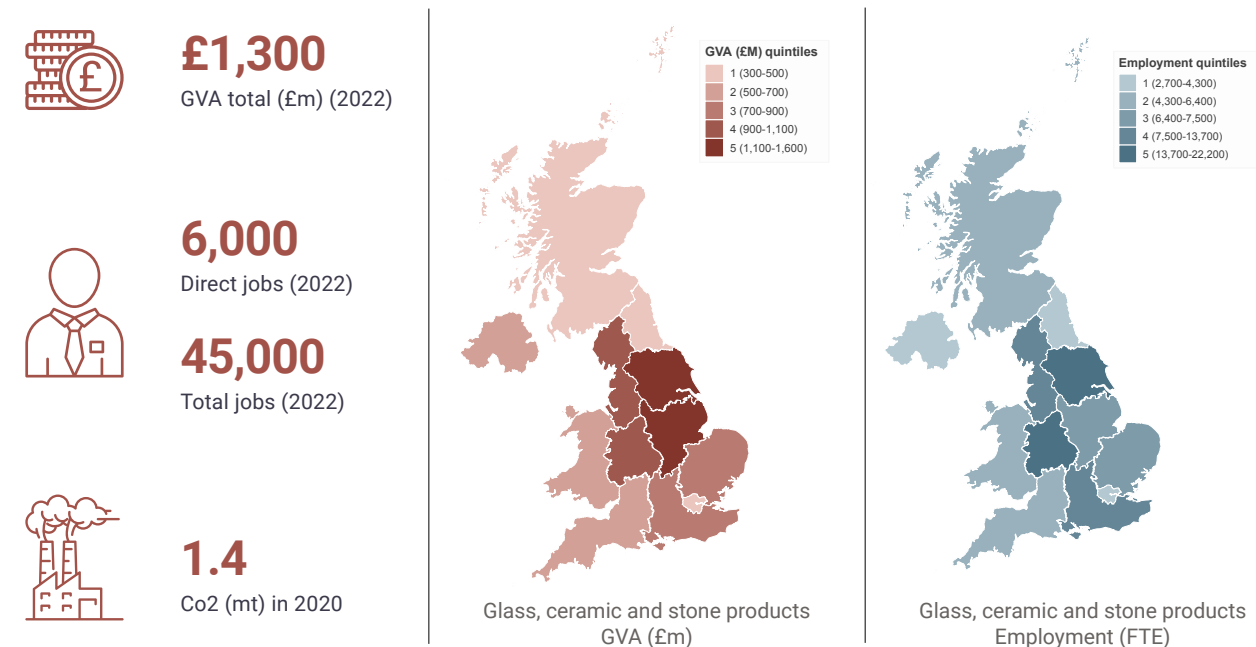 £
£1,300
GVA total (£m) (2022)
6,000
Direct jobs (2022)
45,000
Total jobs (2022)
1.4
Co2 (mt) in 2020
GVA (£M) quintiles
1 (300-500)
2 (500-700)
3 (700-900)
4 (900-1,100)
5 (1,100-1,600)
Glass, ceramic and stone products
GVA (£m)
Employment quintiles
1 (2,700-4,300)
2 (4,300-6,400)
3 (6,400-7,500)
4 (7,500-13,700)
5 (13,700-22,200)
Glass, ceramic and stone products
Employment (FTE)